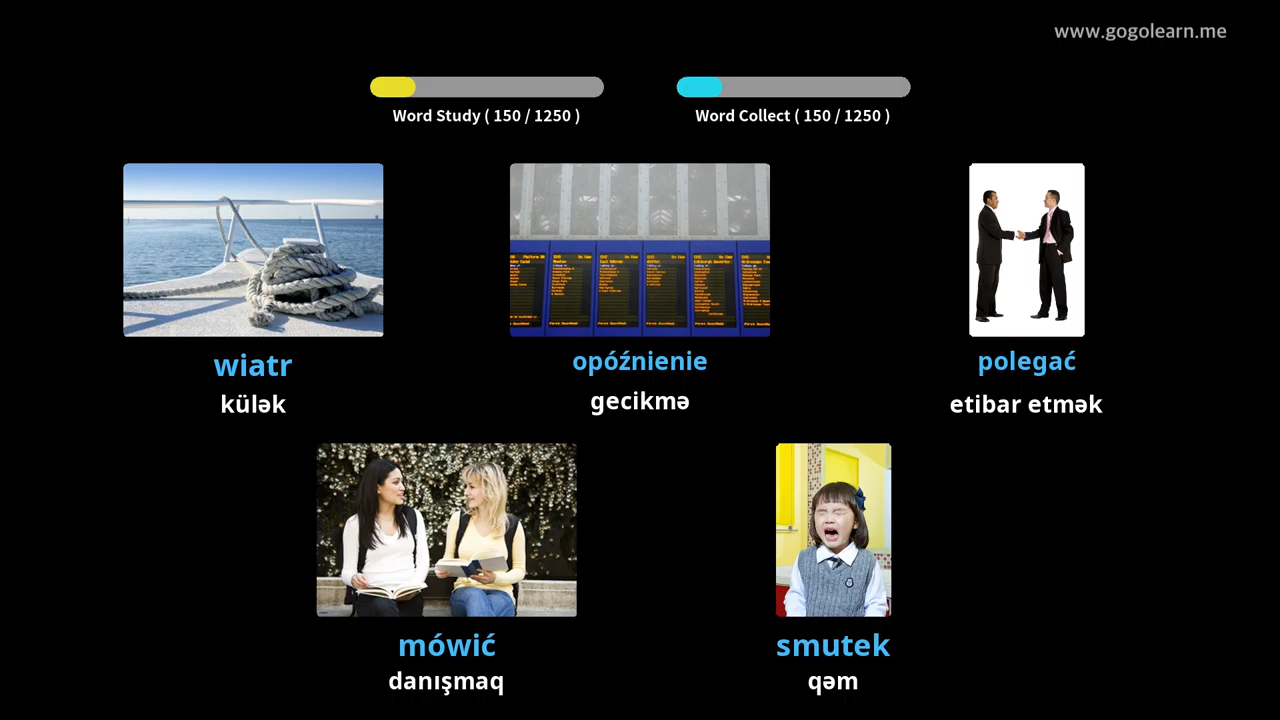 www.gogolearn.me
Word Study ( 150 / 1250 )
Word Collect ( 150 / 1250 )
wiatr
külək
opóźnienie
gecikmə
polegać
etibar etmək
mówić
danışmaq
smutek
qəm